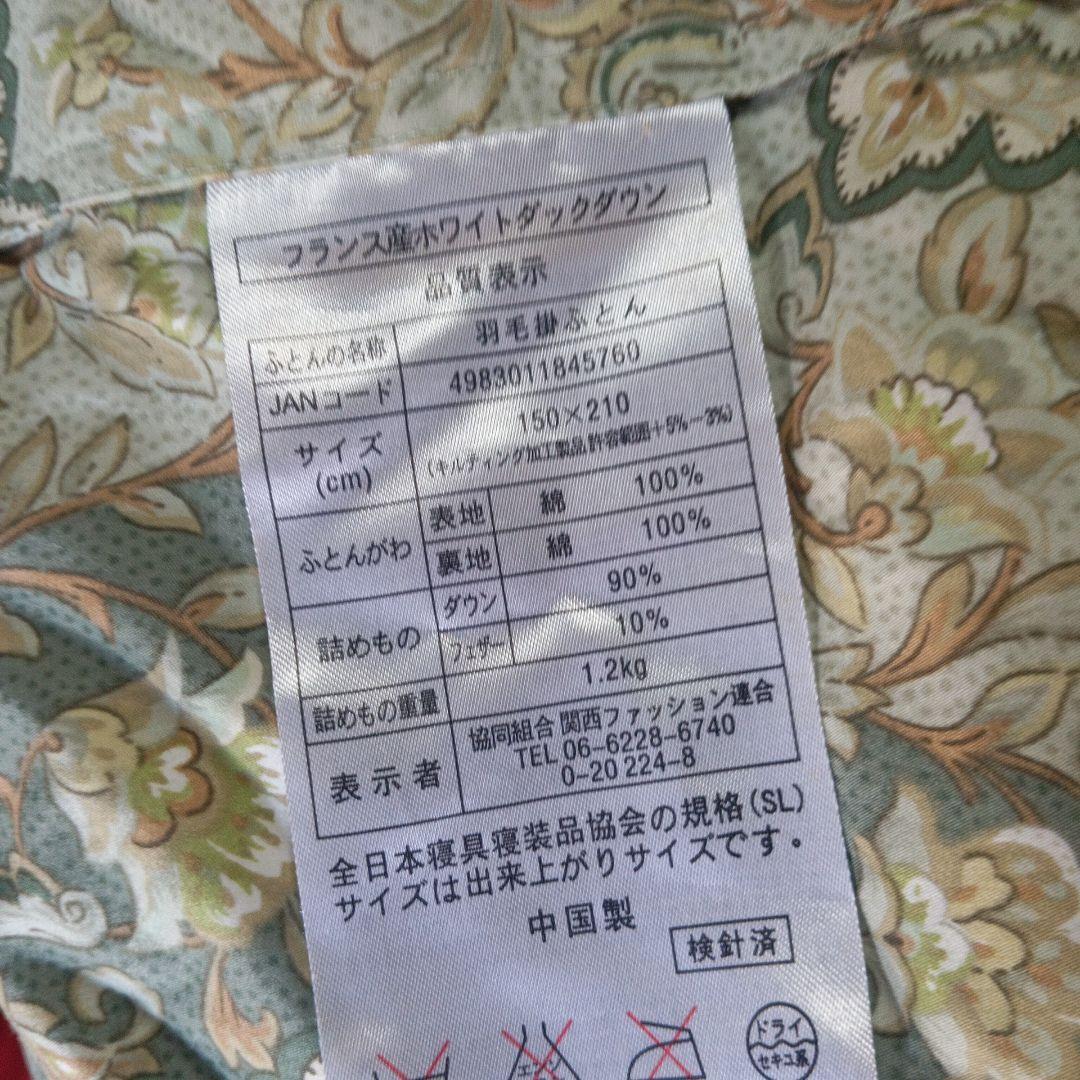 フランス産ホワイトダックダウン
品質表示
ふとんの名称 羽毛掛ふとん
JANコード 4983011845760
サイズ(cm) 150×210
(キルティング加工製品許容範囲+5%−3%)
ふとんがわ 表地 綿 100%
裏地 綿 100%
詰めもの ダウン 90%
フェザー 10%
詰めもの重量 1.2kg
表示者 協同組合 関西ファッション連合
TEL 06-6228-6740
0-20 224-8
全日本寝具寝装品協会の規格(SL)
サイズは出来上がりサイズです。
中国製
検針済
ドライ
セキユ系